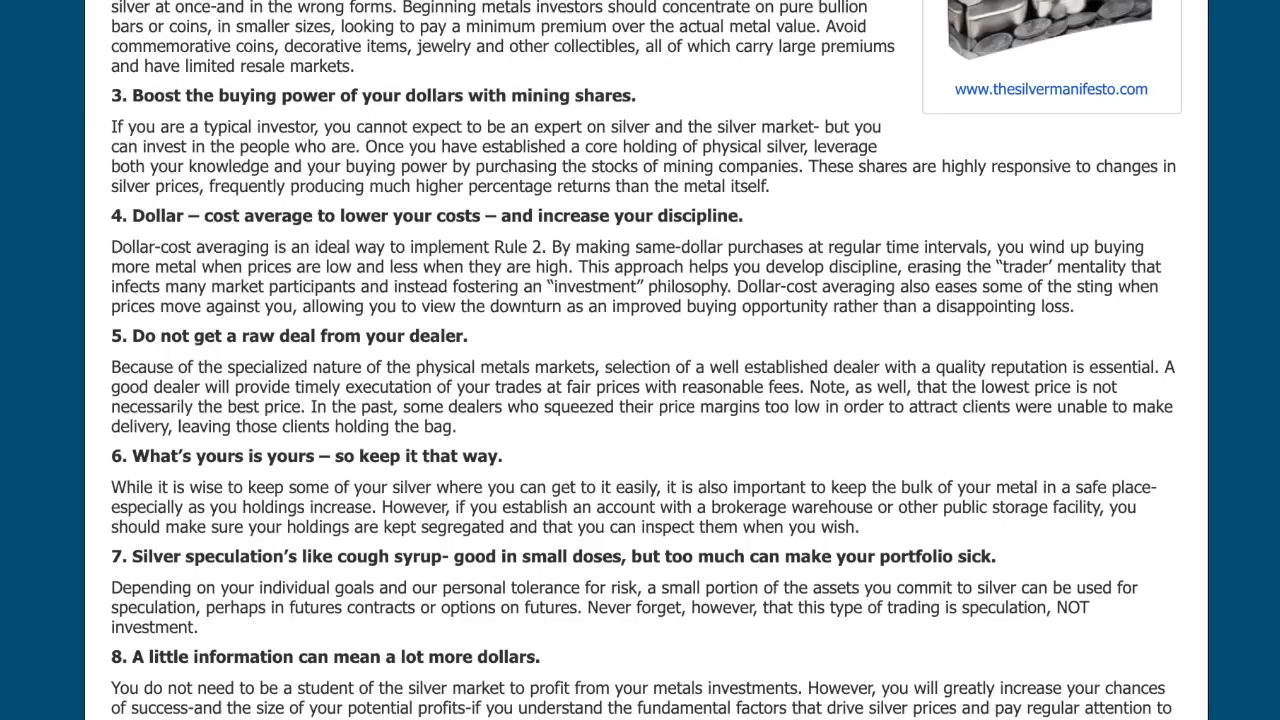 silver at once-and in the wrong forms. Beginning metals investors should concentrate on pure bullion
bars or coins, in smaller sizes, looking to pay a minimum premium over the actual metal value. Avoid
commemorative coins, decorative items, jewelry and other collectibles, all of which carry large premiums
and have limited resale markets.
www.thesilvermanifesto.com
3. Boost the buying power of your dollars with mining shares.
If you are a typical investor, you cannot expect to be an expert on silver and the silver market- but you
can invest in the people who are. Once you have established a core holding of physical silver, leverage
both your knowledge and your buying power by purchasing the stocks of mining companies. These shares are highly responsive to changes in
silver prices, frequently producing much higher percentage returns than the metal itself.
4. Dollar – cost average to lower your costs – and increase your discipline.
Dollar-cost averaging is an ideal way to implement Rule 2. By making same-dollar purchases at regular time intervals, you wind up buying
more metal when prices are low and less when they are high. This approach helps you develop discipline, erasing the “trader’ mentality that
infects many market participants and instead fostering an “investment” philosophy. Dollar-cost averaging also eases some of the sting when
prices move against you, allowing you to view the downturn as an improved buying opportunity rather than a disappointing loss.
5. Do not get a raw deal from your dealer.
Because of the specialized nature of the physical metals markets, selection of a well established dealer with a quality reputation is essential. A
good dealer will provide timely executation of your trades at fair prices with reasonable fees. Note, as well, that the lowest price is not
necessarily the best price. In the past, some dealers who squeezed their price margins too low in order to attract clients were unable to make
delivery, leaving those clients holding the bag.
6. What’s yours is yours – so keep it that way.
While it is wise to keep some of your silver where you can get to it easily, it is also important to keep the bulk of your metal in a safe place-
especially as you holdings increase. However, if you establish an account with a brokerage warehouse or other public storage facility, you
should make sure your holdings are kept segregated and that you can inspect them when you wish.
7. Silver speculation’s like cough syrup- good in small doses, but too much can make your portfolio sick.
Depending on your individual goals and our personal tolerance for risk, a small portion of the assets you commit to silver can be used for
speculation, perhaps in futures contracts or options on futures. Never forget, however, that this type of trading is speculation, NOT
investment.
8. A little information can mean a lot more dollars.
You do not need to be a student of the silver market to profit from your metals investments. However, you will greatly increase your chances
of success-and the size of your potential profits-if you understand the fundamental factors that drive silver prices and pay regular attention to